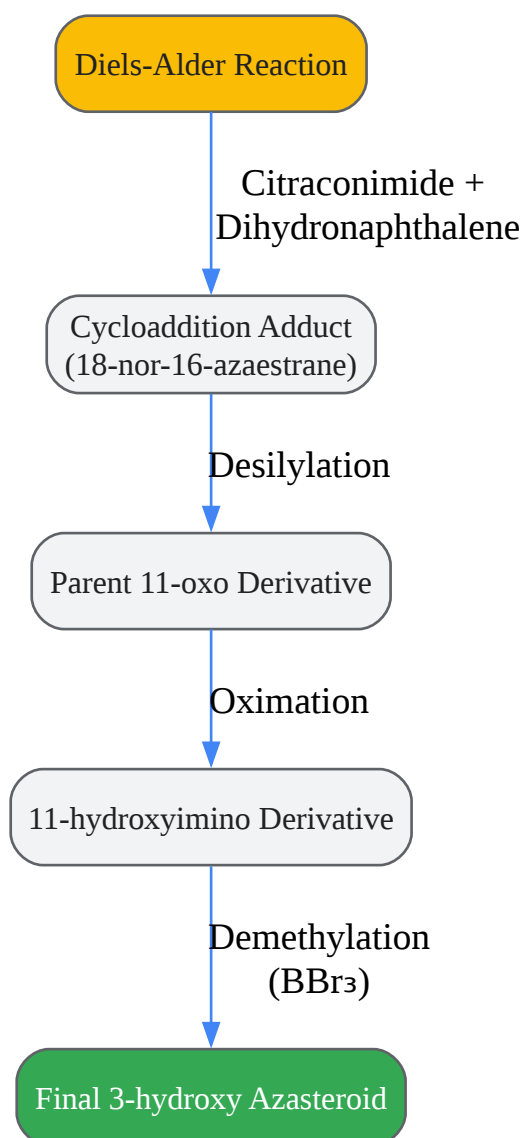 Diels-Alder Reaction
Citraconimide +
Dihydronaphthalene
Cycloaddition Adduct
(18-nor-16-azaestrane)
Desilylation
Parent 11-oxo Derivative
Oximation
11-hydroxyimino Derivative
Demethylation
(BBr₃)
Final 3-hydroxy Azasteroid